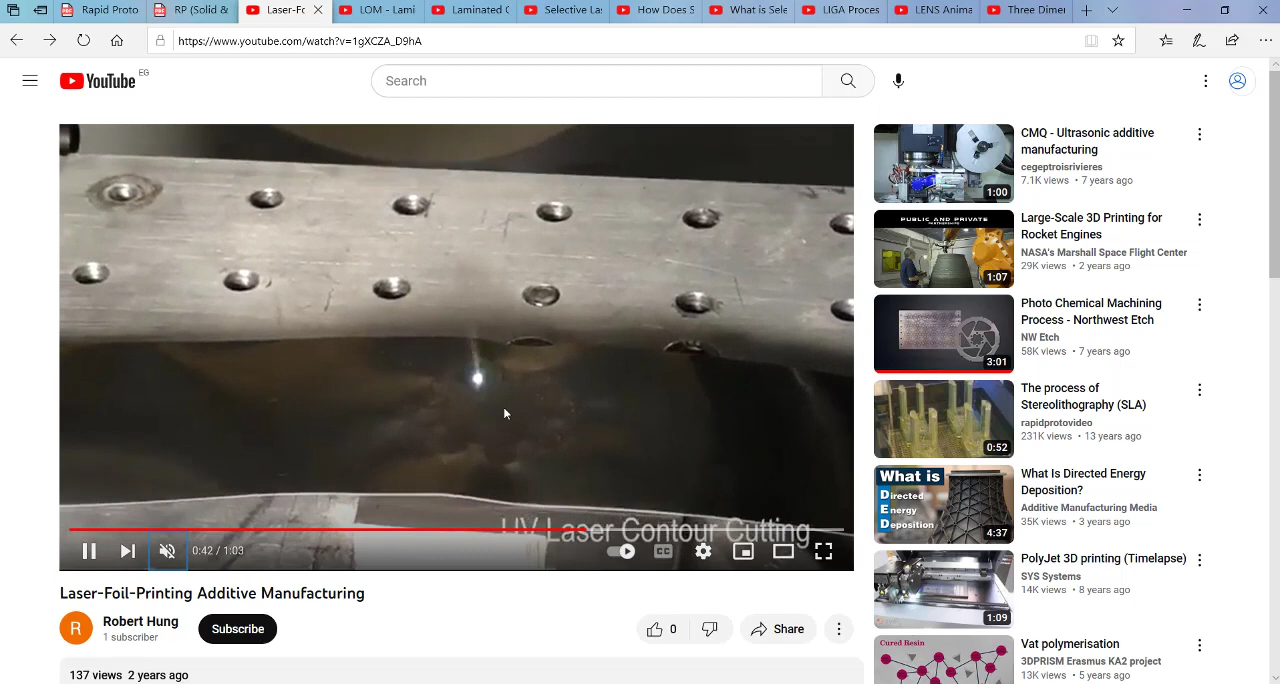 Rapid Proto
RP (Solid &
Laser-Fo
LOM - Lami
Laminated O
Selective La
How Does S
What is Sele
LIGA Proces
LENS Anima
Three Dimen
https://www.youtube.com/watch?v=1gXCZA_D9hA
YouTube EG
Search
UV Laser Contour Cutting
0:42 / 1:03
CC
Laser-Foil-Printing Additive Manufacturing
R
Robert Hung
1 subscriber
Subscribe
0
Share
137 views 2 years ago
1:00
CMQ - Ultrasonic additive
manufacturing
cegeptroisrivieres
7.1K views • 7 years ago
PUBLIC AND PRIVATE
PARTNERSHIPS
1:07
Large-Scale 3D Printing for
Rocket Engines
NASA's Marshall Space Flight Center
29K views • 2 years ago
3:01
Photo Chemical Machining
Process - Northwest Etch
NW Etch
58K views • 7 years ago
0:52
The process of
Stereolithography (SLA)
rapidprotovideo
231K views • 13 years ago
What is
Directed
Energy
Deposition
4:37
What Is Directed Energy
Deposition?
Additive Manufacturing Media
35K views • 3 years ago
1:09
PolyJet 3D printing (Timelapse)
SYS Systems
14K views • 8 years ago
Cured Resin
Vat polymerisation
3DPRISM Erasmus KA2 project
13K views • 5 years ago